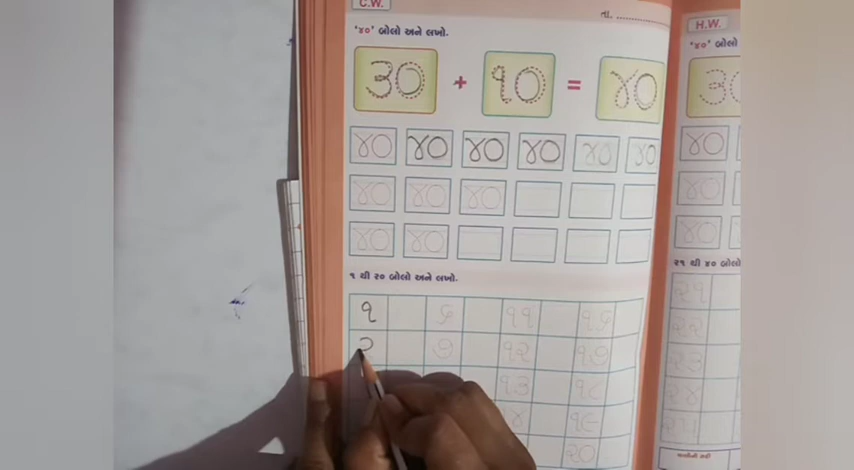 C.W.
તા. ..............
'૪૦' બોલો અને લખો.
૩૦ + ૧૦ = ૪૦
૪૦ ૪૦ ૪૦ ૪૦ ૪૦ ૪૦
૪૦ ૪૦ ૪૦
૪૦ ૪૦
૧ થી ૨૦ બોલો અને લખો.
૧ ૬ ૧૧ ૧૬
૨ ૭ ૧૨ ૧૭
૧૩ ૧૮
૧૯
૨૦
H.W.
'૪૦' બોલો
૪૦
૪૦
૪૦
૨૧ થી ૪૦ બોલો
૨૧
૨૨
૨૩
૨૪